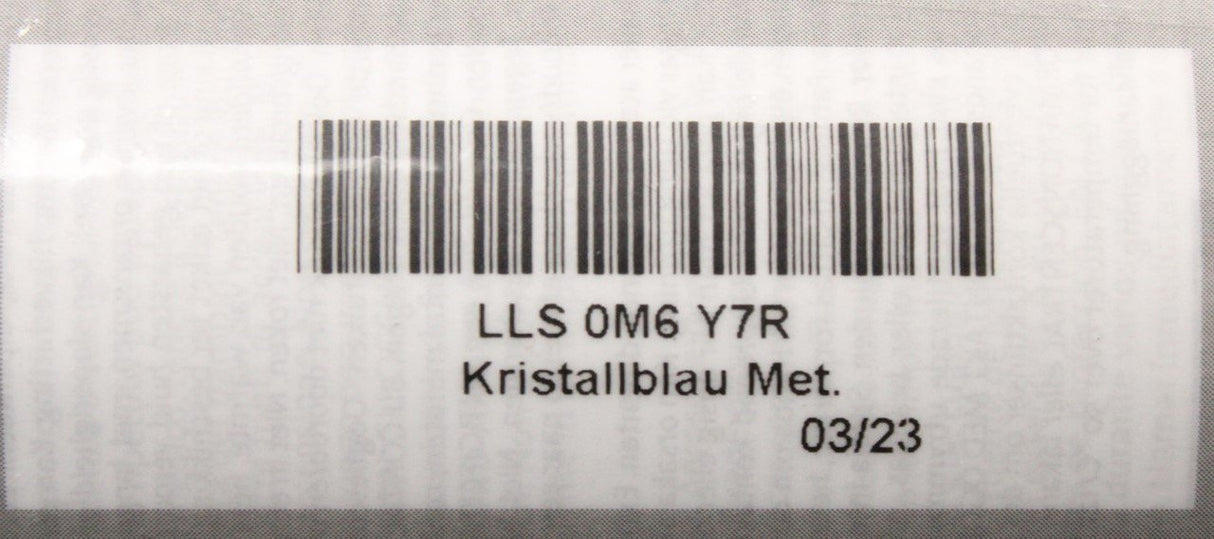 LLS 0M6 Y7R
Kristallblau Met.
03/23